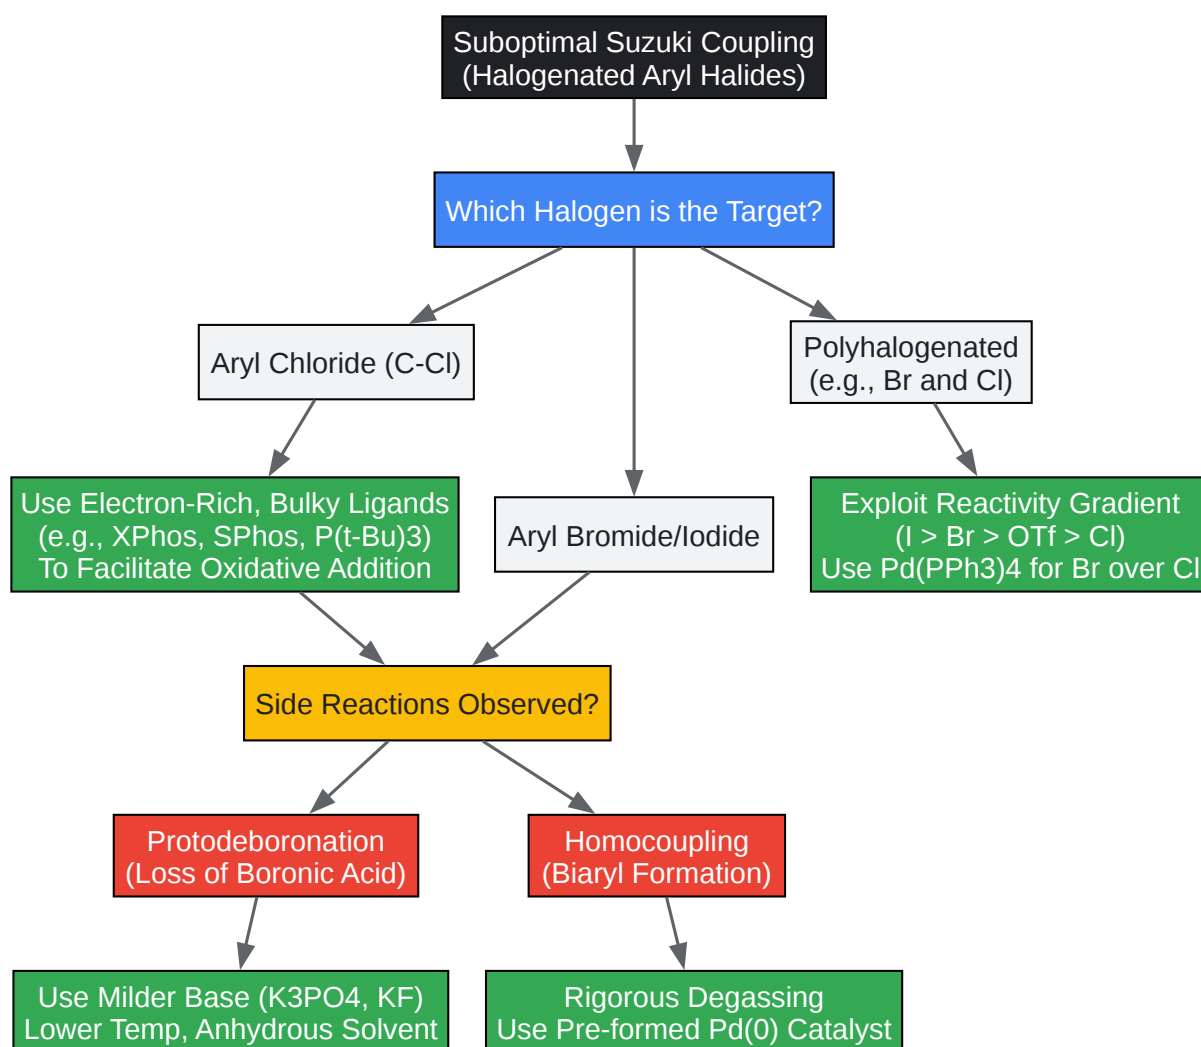 Suboptimal Suzuki Coupling
(Halogenated Aryl Halides)
Which Halogen is the Target?
Aryl Chloride (C-Cl)
Polyhalogenated
(e.g., Br and Cl)
Use Electron-Rich, Bulky Ligands
(e.g., XPhos, SPhos, P(t-Bu)3)
To Facilitate Oxidative Addition
Aryl Bromide/Iodide
Exploit Reactivity Gradient
(I > Br > OTf > Cl)
Use Pd(PPh3)4 for Br over Cl
Side Reactions Observed?
Protodeboronation
(Loss of Boronic Acid)
Homocoupling
(Biaryl Formation)
Use Milder Base (K3PO4, KF)
Lower Temp, Anhydrous Solvent
Rigorous Degassing
Use Pre-formed Pd(0) Catalyst